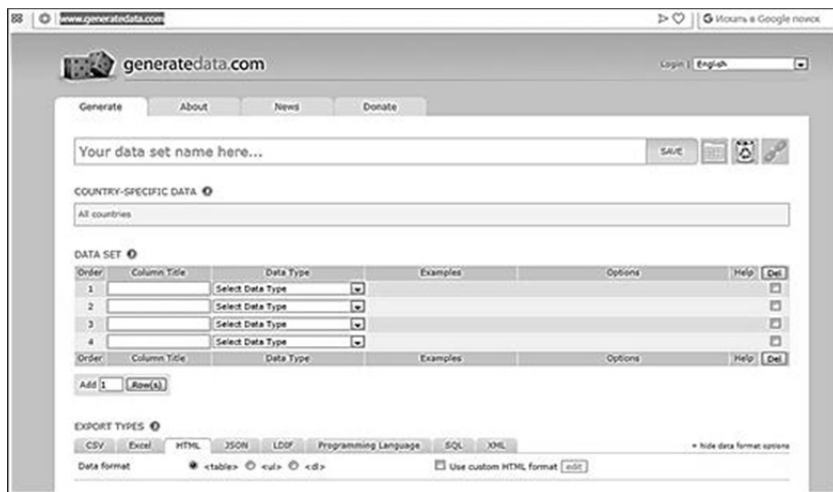 www.generatedata.com
Искать в Google поиск
generatedata.com
Login | English
Generate About News Donate
Your data set name here...
SAVE
COUNTRY-SPECIFIC DATA
All countries
DATA SET
Order Column Title Data Type Examples Options Help Del
1 Select Data Type
2 Select Data Type
3 Select Data Type
4 Select Data Type
Order Column Title Data Type Examples Options Help Del
Add 1 Row(s)
EXPORT TYPES
CSV Excel HTML JSON LDIF Programming Language SQL XML - hide data format options
Data format <table> <ul> <dl> Use custom HTML format edit